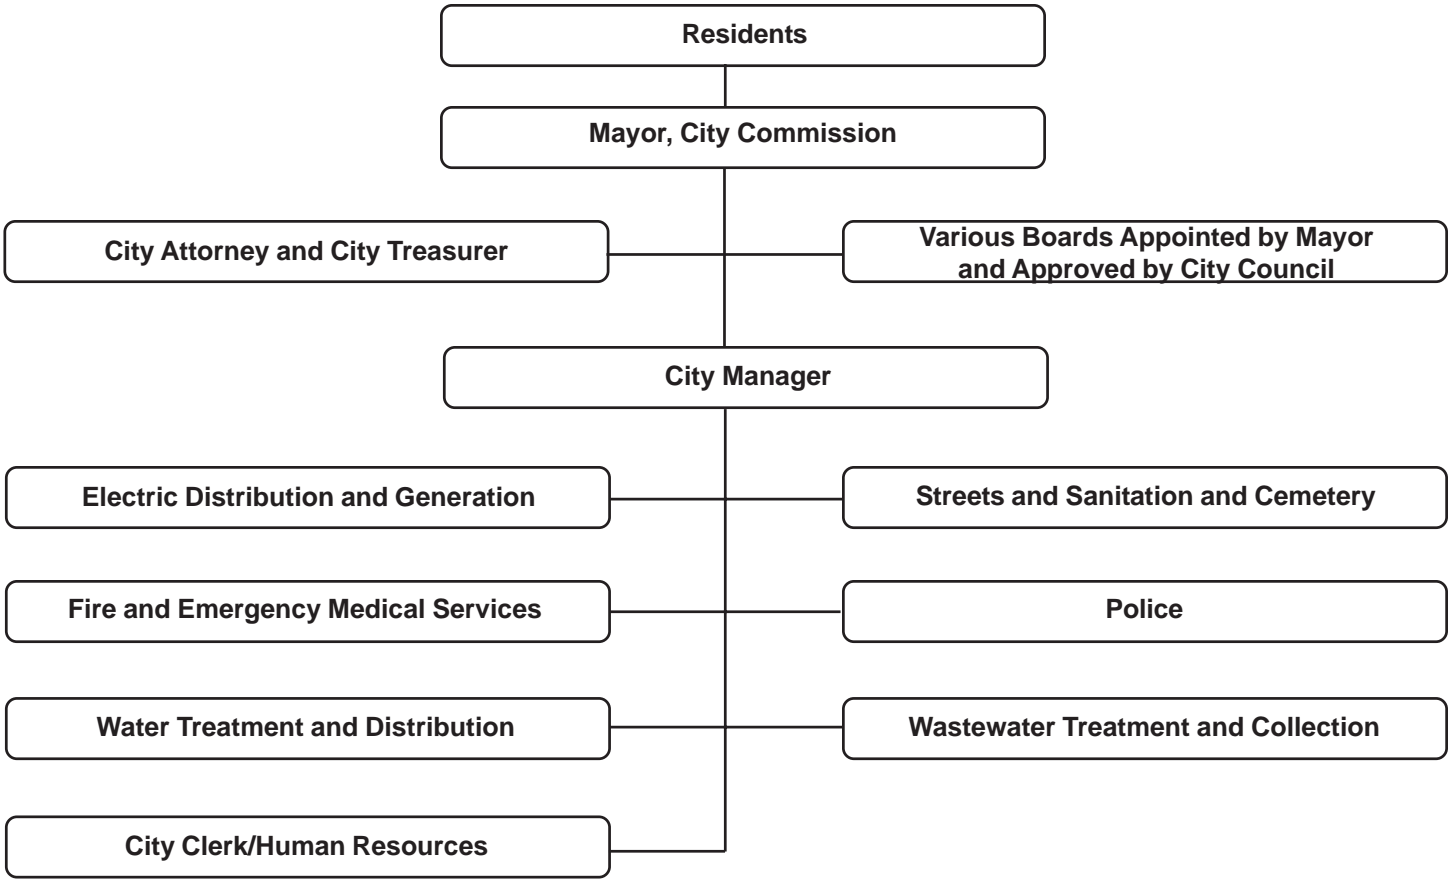 Residents
Mayor, City Commission
City Attorney and City Treasurer
Various Boards Appointed by Mayor
and Approved by City Council
City Manager
Electric Distribution and Generation
Streets and Sanitation and Cemetery
Fire and Emergency Medical Services
Police
Water Treatment and Distribution
Wastewater Treatment and Collection
City Clerk/Human Resources